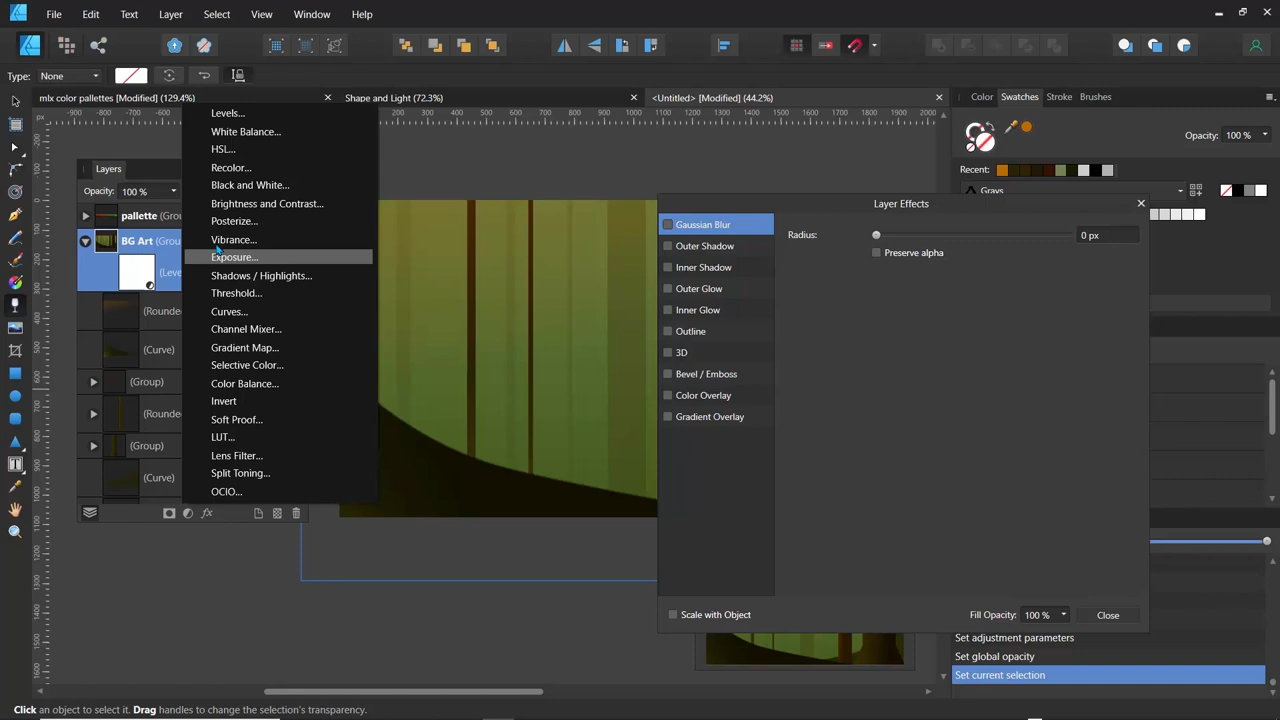 File Edit Text Layer Select View Window Help
Type: None
mlx color pallettes [Modified] (129.4%)
Shape and Light (72.3%)
<Untitled> [Modified] (44.2%)
Color Swatches Stroke Brushes
px
Opacity: 100 %
Recent:
Grays
Layers
Opacity: 100 %
pallette (Grou
BG Art (Grou
(Leve
(Rounde
(Curve)
(Group)
(Rounde
(Group)
(Curve)
Levels...
White Balance...
HSL...
Recolor...
Black and White...
Brightness and Contrast...
Posterize...
Vibrance...
Exposure...
Shadows / Highlights...
Threshold...
Curves...
Channel Mixer...
Gradient Map...
Selective Color...
Color Balance...
Invert
Soft Proof...
LUT...
Lens Filter...
Split Toning...
OCIO...
Layer Effects
Gaussian Blur
Outer Shadow
Inner Shadow
Outer Glow
Inner Glow
Outline
3D
Bevel / Emboss
Color Overlay
Gradient Overlay
Radius: 0 px
Preserve alpha
Scale with Object
Fill Opacity: 100 % Close
Set adjustment parameters
Set global opacity
Set current selection
Click an object to select it. Drag handles to change the selection's transparency.